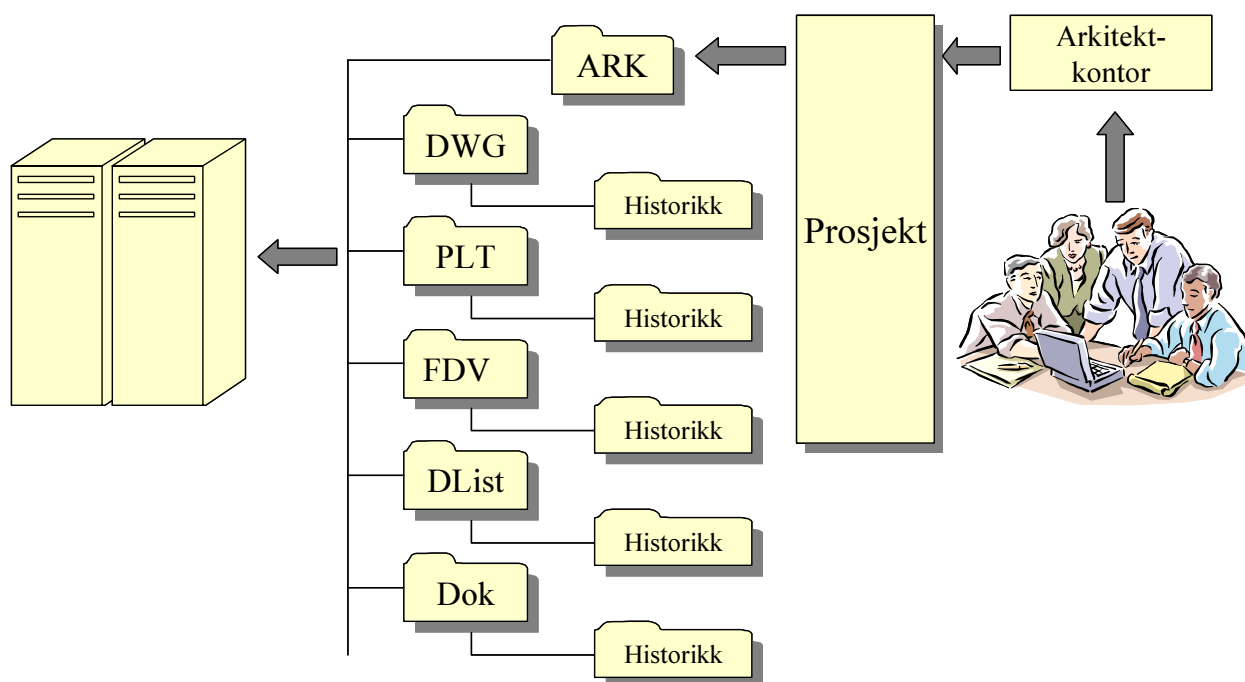 ARK
Arkitekt-
kontor
DWG
Historikk
Prosjekt
PLT
Historikk
FDV
Historikk
DList
Historikk
Dok
Historikk